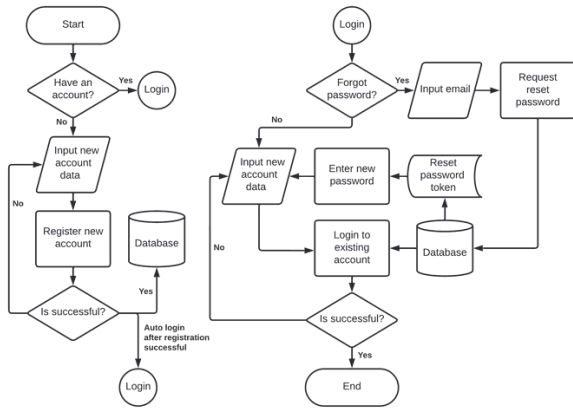 Start
Have an
account?
Yes
Login
No
Input new
account
data
No
Register new
account
Database
Is successful?
Yes
Auto login
after registration
successful
Login
Login
Forgot
password?
Yes
Input email
Request
reset
password
No
Input new
account
data
Enter new
password
Reset
password
token
No
Login to
existing
account
Database
Is successful?
Yes
End